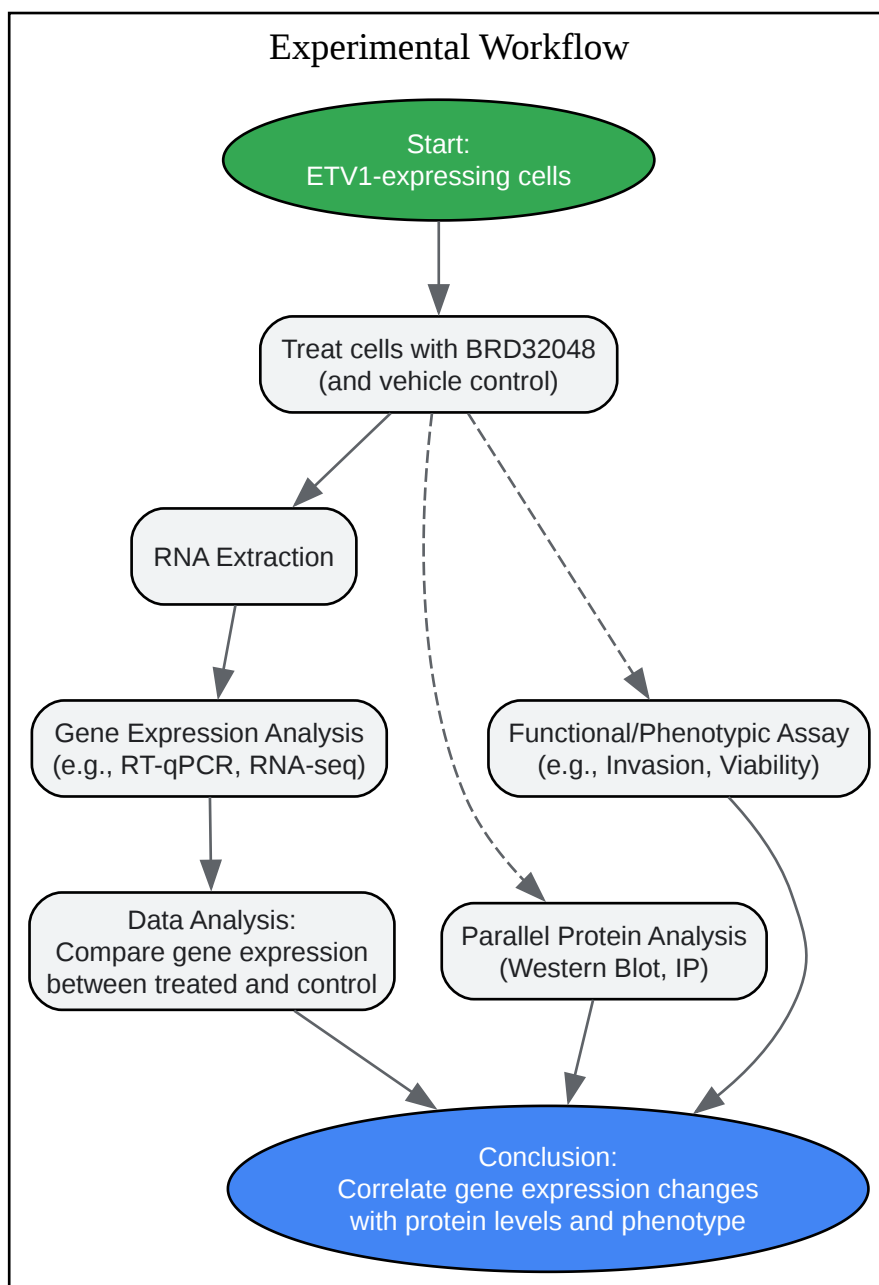 Experimental Workflow
Start:
ETV1-expressing cells
Treat cells with BRD32048
(and vehicle control)
RNA Extraction
Gene Expression Analysis
(e.g., RT-qPCR, RNA-seq)
Functional/Phenotypic Assay
(e.g., Invasion, Viability)
Data Analysis:
Compare gene expression
between treated and control
Parallel Protein Analysis
(Western Blot, IP)
Conclusion:
Correlate gene expression changes
with protein levels and phenotype